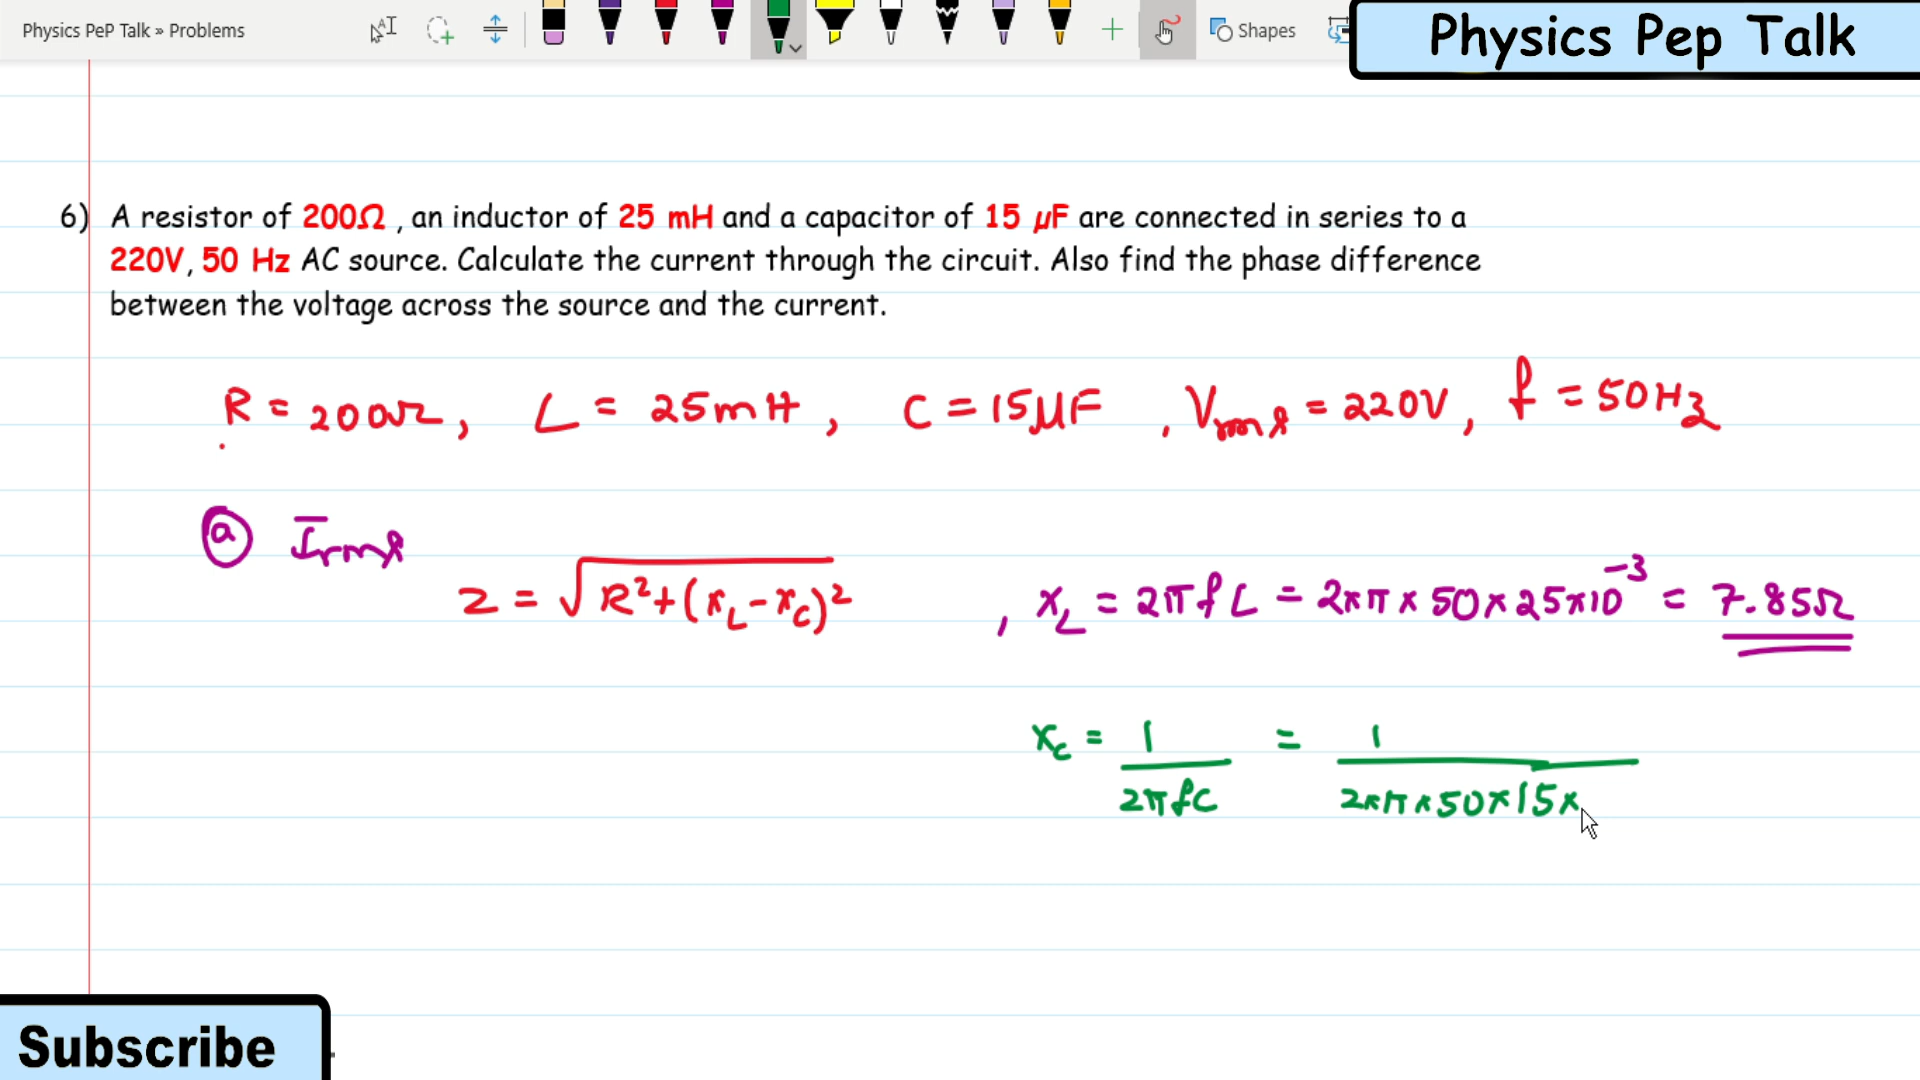 Physics PeP Talk » Problems
Shapes
Physics Pep Talk
6) A resistor of 200Ω , an inductor of 25 mH and a capacitor of 15 μF are connected in series to a
220V, 50 Hz AC source. Calculate the current through the circuit. Also find the phase difference
between the voltage across the source and the current.
R = 200Ω, L = 25mH, C = 15μF, Vrms = 220V, f = 50Hz
(a) Irms
Z = √R²+(XL-XC)² , XL = 2πfL = 2×π×50×25×10⁻³ = 7.85Ω
XC = 1/2πfC = 1/2×π×50×15×
Subscribe